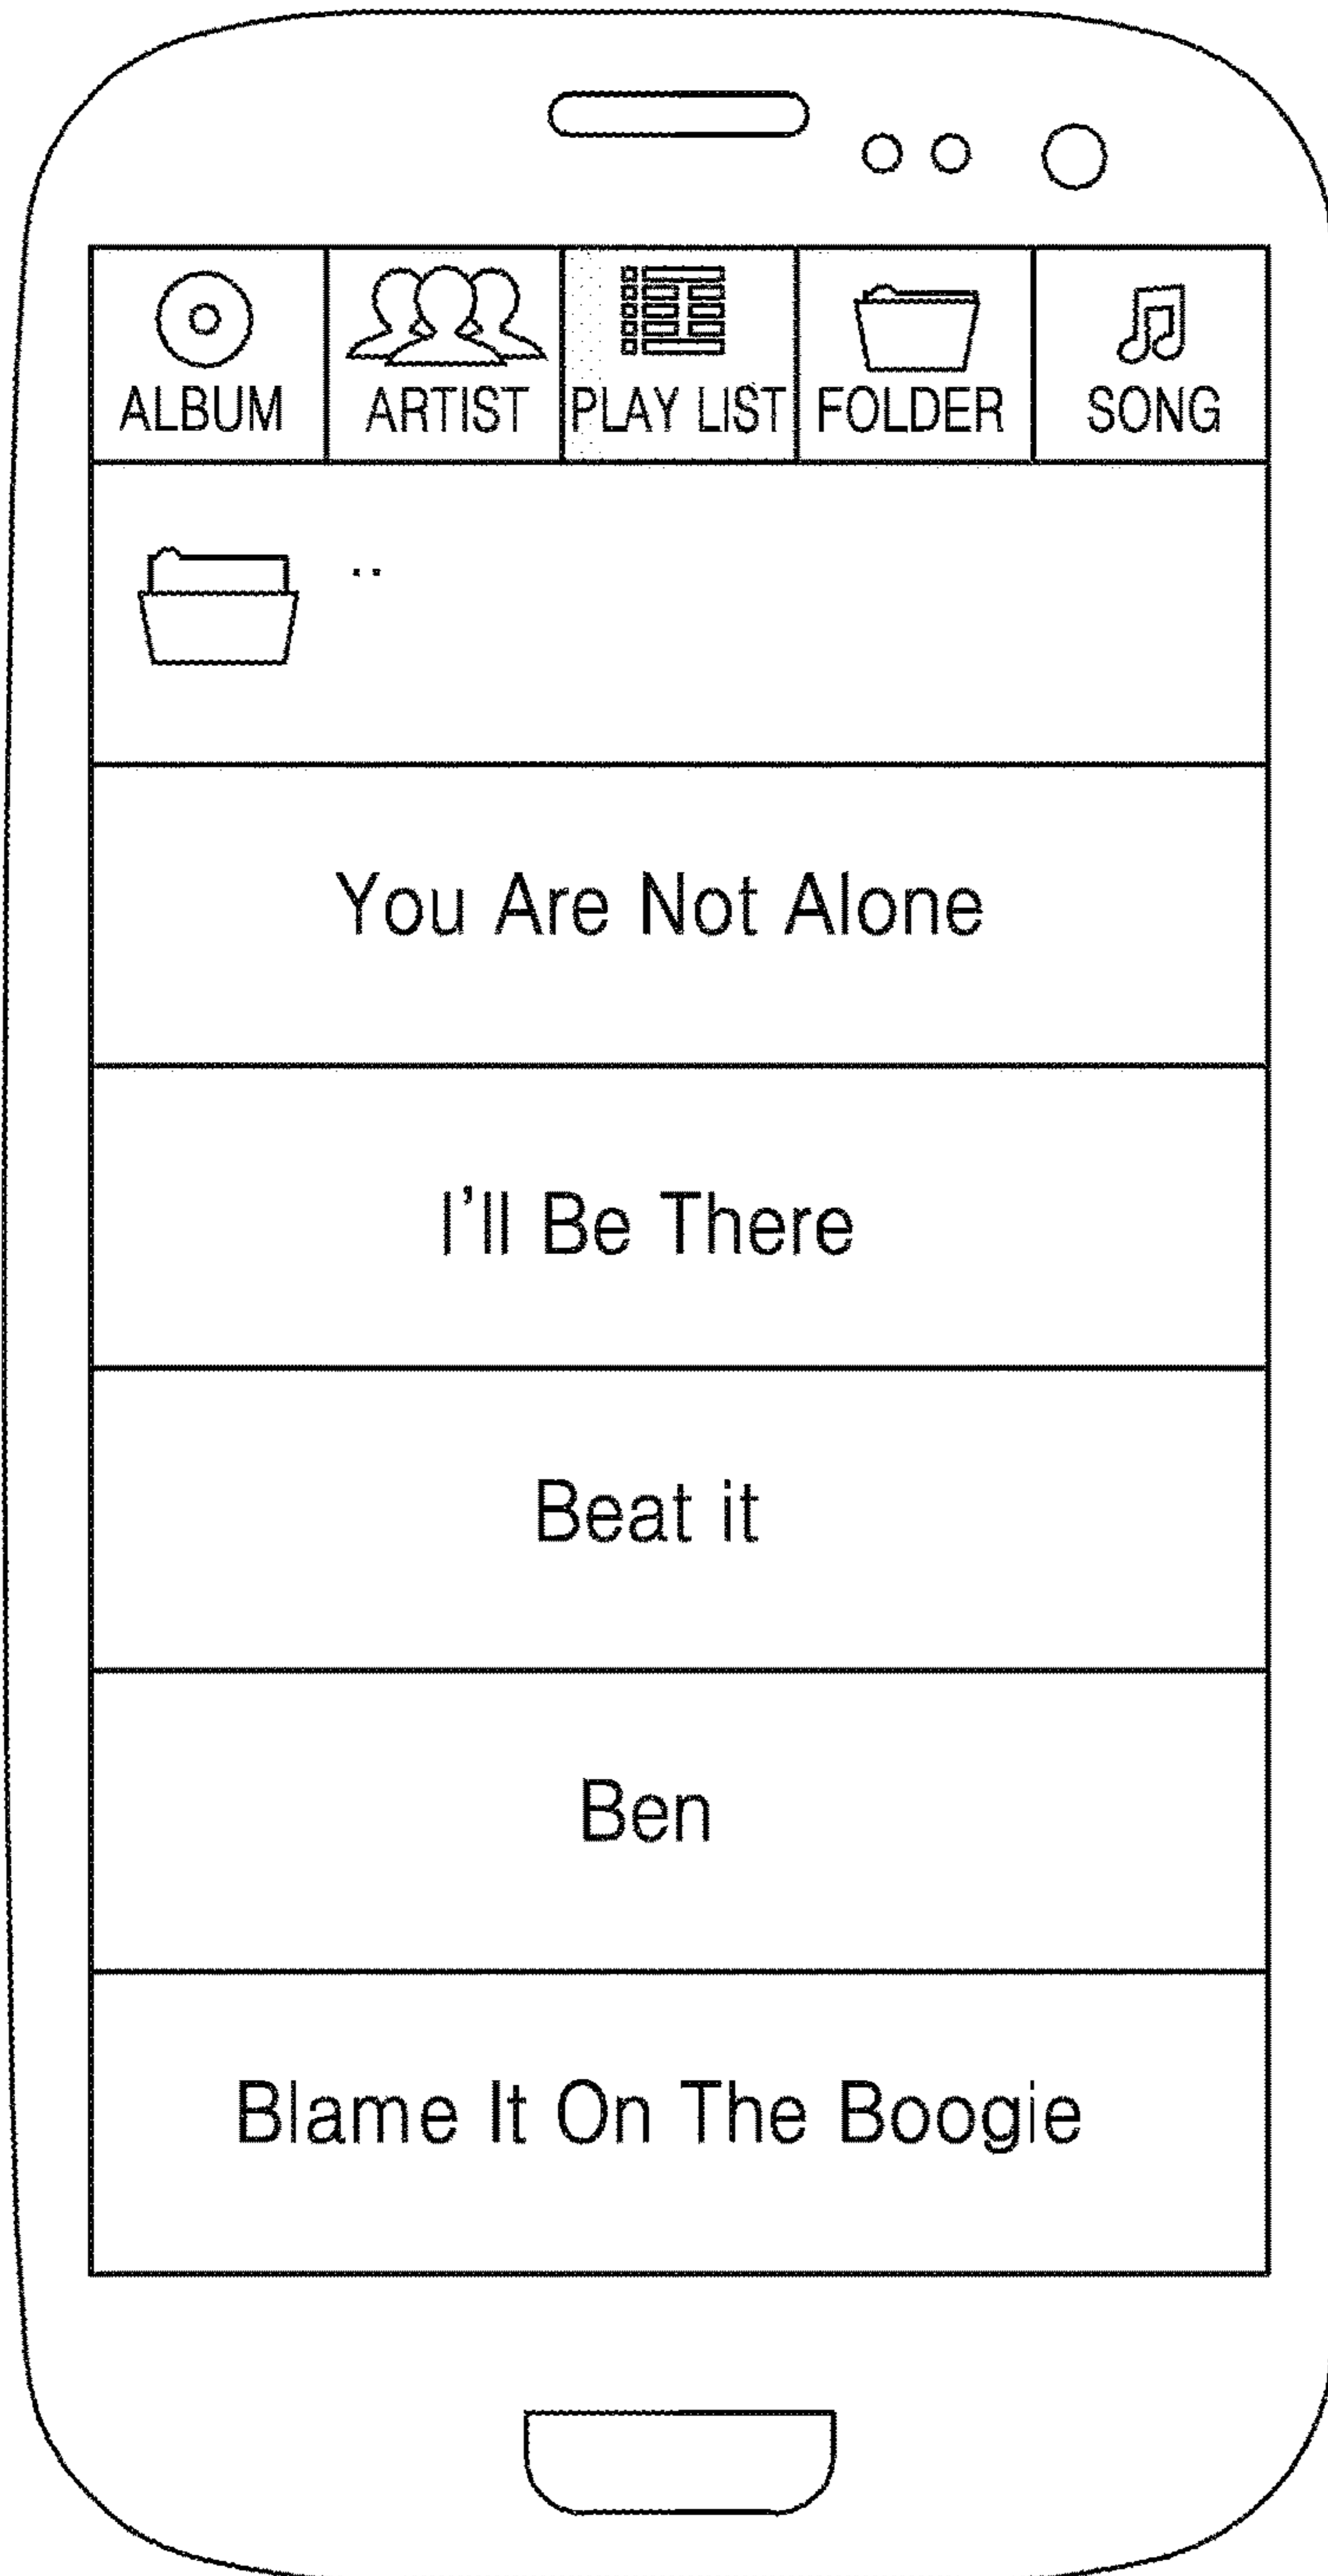 ALBUM ARTIST PLAY LIST FOLDER SONG
..
You Are Not Alone
I'll Be There
Beat it
Ben
Blame It On The Boogie